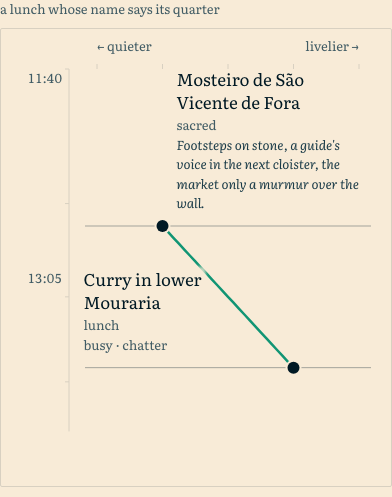 a lunch whose name says its quarter
← quieter
livelier →
11:40
Mosteiro de São
Vicente de Fora
sacred
Footsteps on stone, a guide's
voice in the next cloister, the
market only a murmur over the
wall.
13:05
Curry in lower
Mouraria
lunch
busy · chatter